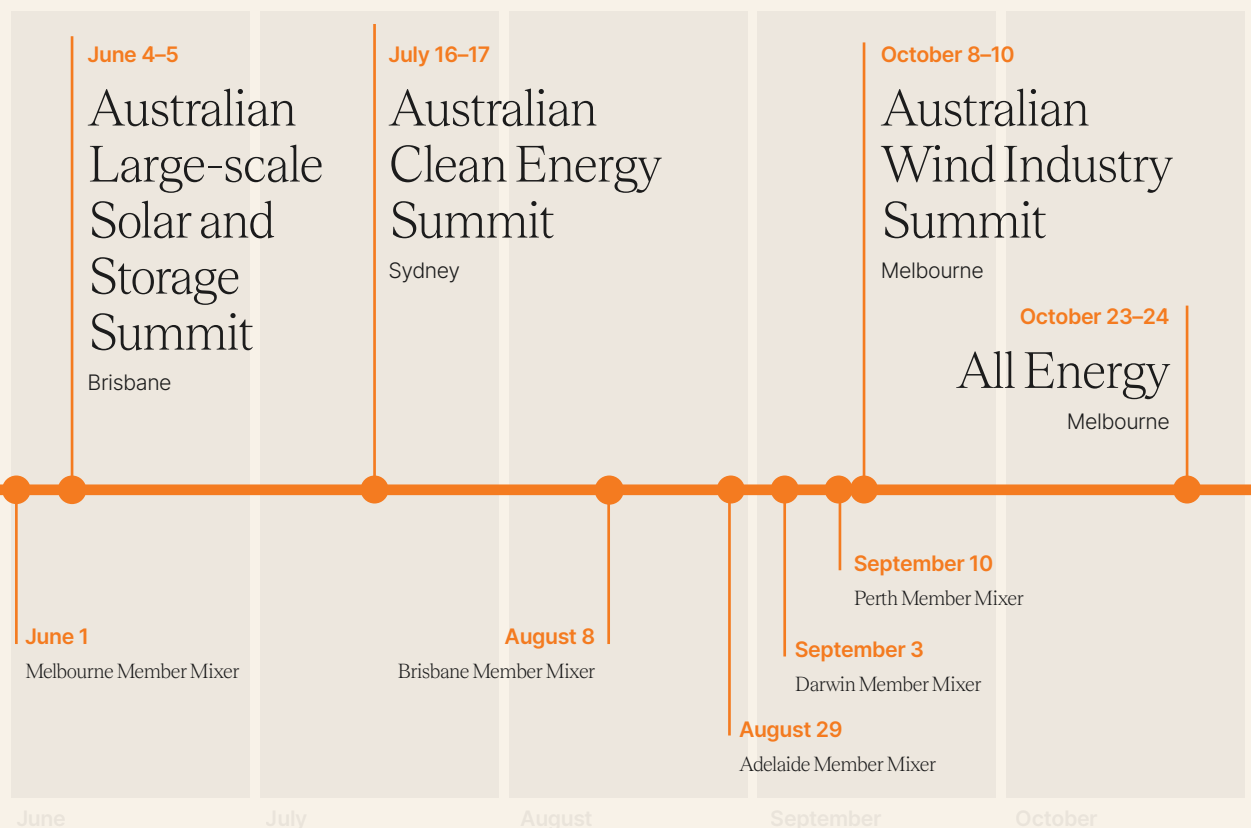 June 4–5
Australian
Large-scale
Solar and
Storage
Summit
Brisbane
July 16–17
Australian
Clean Energy
Summit
Sydney
October 8–10
Australian
Wind Industry
Summit
Melbourne
October 23–24
All Energy
Melbourne
June 1
Melbourne Member Mixer
August 8
Brisbane Member Mixer
August 29
Adelaide Member Mixer
September 3
Darwin Member Mixer
September 10
Perth Member Mixer
June
July
August
September
October